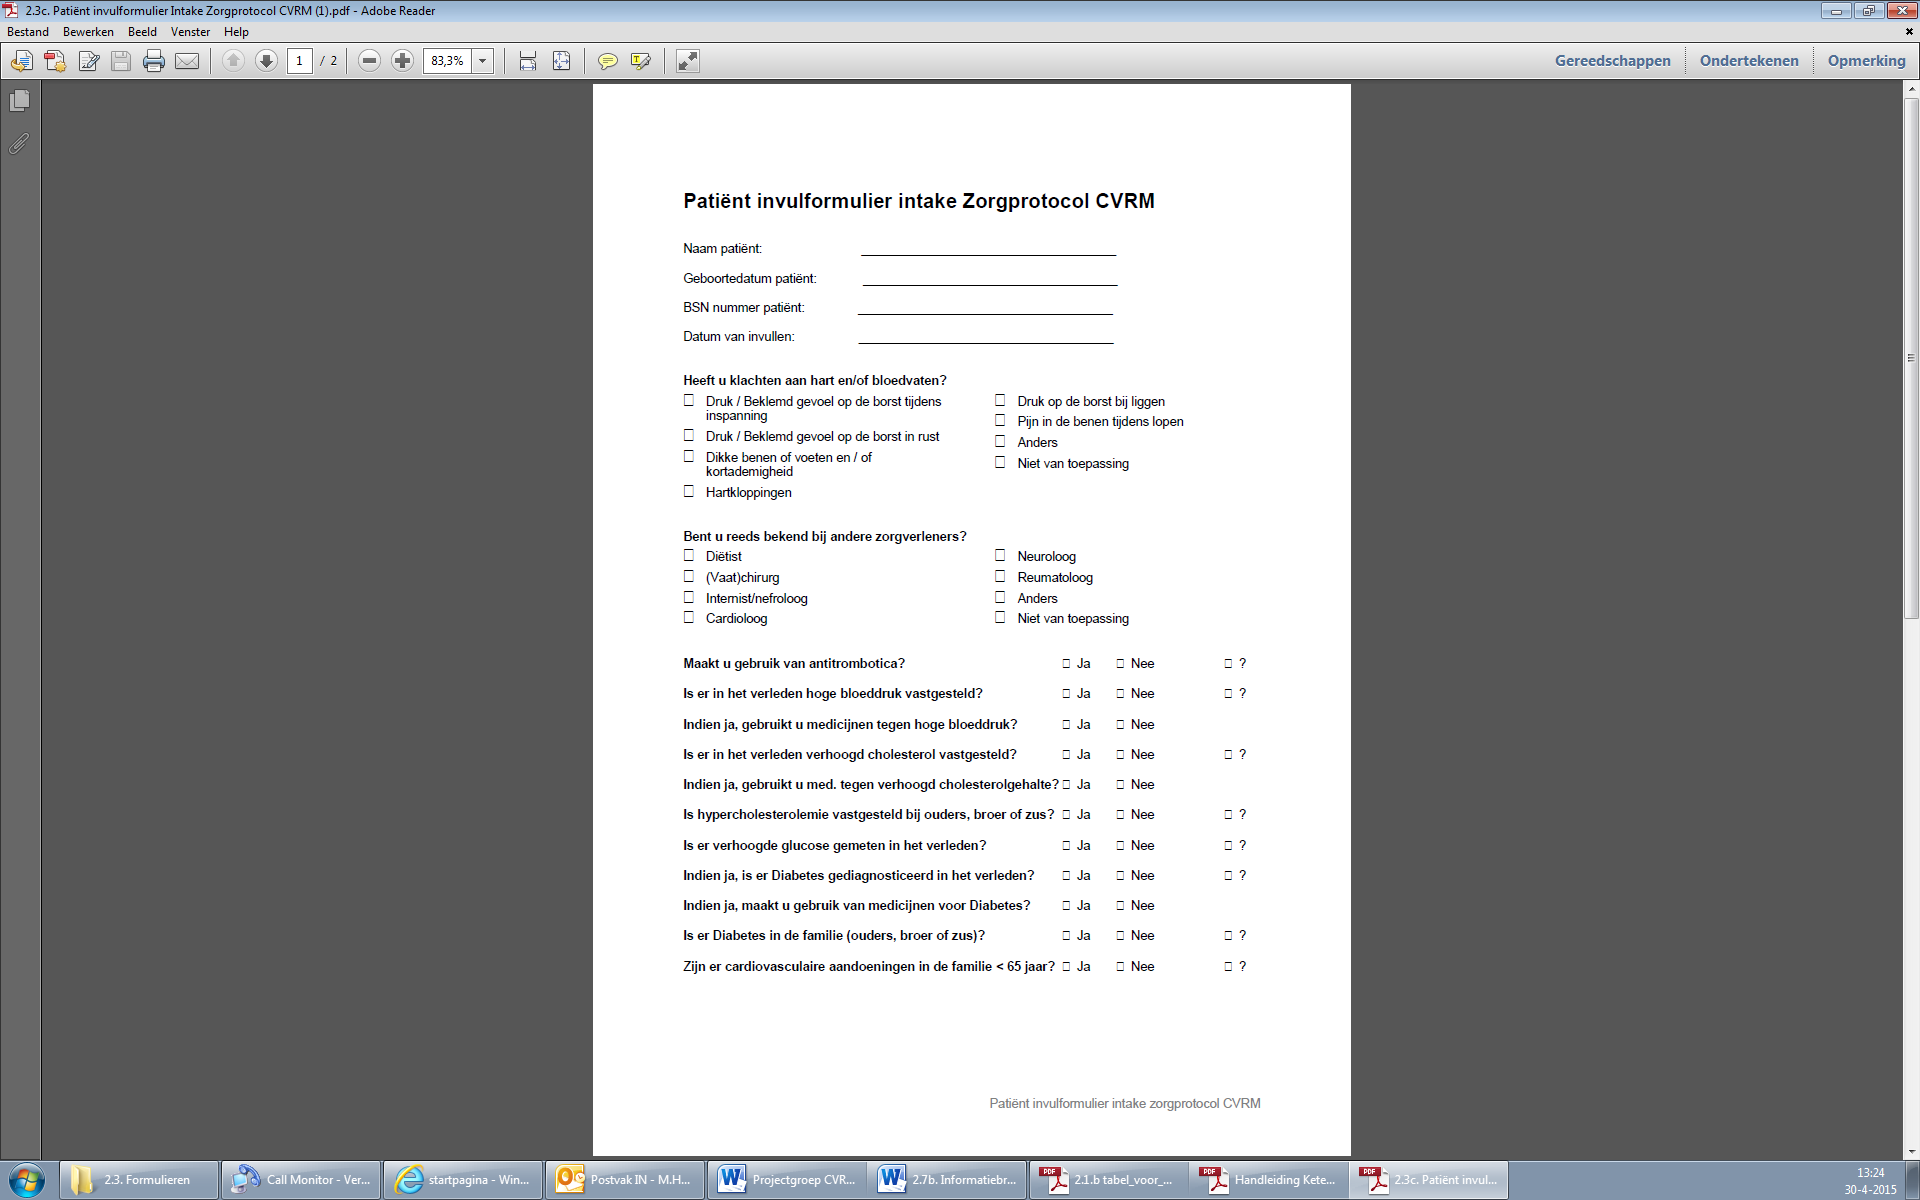 2.3c. Patiënt invulformulier Intake Zorgprotocol CVRM (1).pdf - Adobe Reader
Bestand Bewerken Beeld Venster Help
1 / 2 83,3% Gereedschappen Ondertekenen Opmerking
Patiënt invulformulier intake Zorgprotocol CVRM
Naam patiënt:
Geboortedatum patiënt:
BSN nummer patiënt:
Datum van invullen:
Heeft u klachten aan hart en/of bloedvaten?
Druk / Beklemd gevoel op de borst tijdens
inspanning
Druk / Beklemd gevoel op de borst in rust
Dikke benen of voeten en / of
kortademigheid
Hartkloppingen
Druk op de borst bij liggen
Pijn in de benen tijdens lopen
Anders
Niet van toepassing
Bent u reeds bekend bij andere zorgverleners?
Diëtist
(Vaat)chirurg
Internist/nefroloog
Cardioloog
Neuroloog
Reumatoloog
Anders
Niet van toepassing
Maakt u gebruik van antitrombotica? Ja Nee ?
Is er in het verleden hoge bloeddruk vastgesteld? Ja Nee ?
Indien ja, gebruikt u medicijnen tegen hoge bloeddruk? Ja Nee
Is er in het verleden verhoogd cholesterol vastgesteld? Ja Nee ?
Indien ja, gebruikt u med. tegen verhoogd cholesterolgehalte? Ja Nee
Is hypercholesterolemie vastgesteld bij ouders, broer of zus? Ja Nee ?
Is er verhoogde glucose gemeten in het verleden? Ja Nee ?
Indien ja, is er Diabetes gediagnosticeerd in het verleden? Ja Nee ?
Indien ja, maakt u gebruik van medicijnen voor Diabetes? Ja Nee
Is er Diabetes in de familie (ouders, broer of zus)? Ja Nee ?
Zijn er cardiovasculaire aandoeningen in de familie < 65 jaar? Ja Nee ?
Patiënt invulformulier intake zorgprotocol CVRM
2.3. Formulieren Call Monitor - Ver... startpagina - Win... Postvak IN - M.H... Projectgroep CVR... 2.7b. Informatiebr... 2.1.b tabel_voor_... Handleiding Kete... 2.3c. Patiënt invul... 13:24
30-4-2015